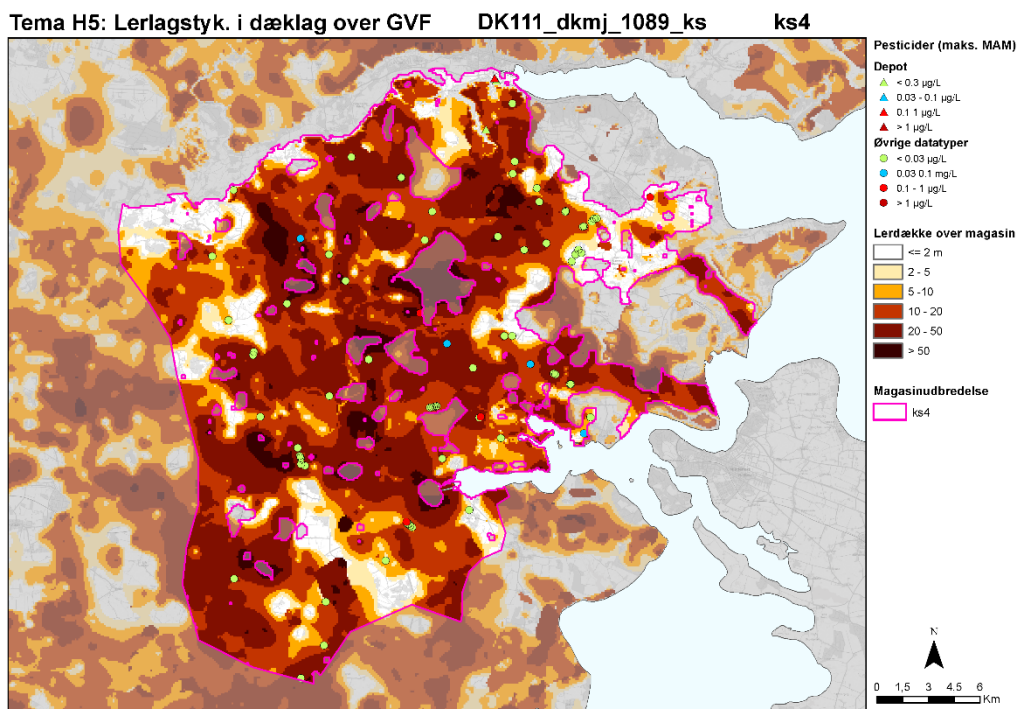 Tema H5: Lerlagstyk. i dæklag over GVF DK111_dkmj_1089_ks ks4
Pesticider (maks. MAM)
Depot
< 0.3 µg/L
0.03 - 0.1 µg/L
0.1 1 µg/L
> 1 µg/L
Øvrige datatyper
< 0.03 µg/L
0.03 0.1 mg/L
0.1 - 1 µg/L
> 1 µg/L
Lerdække over magasin
<= 2 m
2 - 5
5 -10
10 - 20
20 - 50
> 50
Magasinudbredelse
ks4
N
0 1,5 3 4.5 6
Km